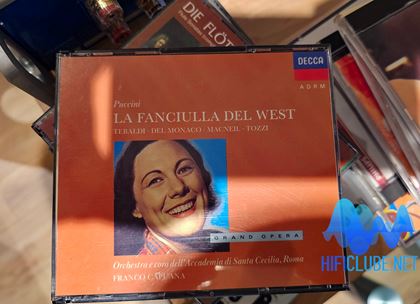 DIE FLÖT
DECCA
ADRM
Puccini
LA FANCIULLA DEL WEST
TEBALDI · DEL MONACO / MACNEIL · TOZZI
GRAND OPERA
Orchestra e coro dell'Accademia di Santa Cecilia, Roma
FRANCO CAPUANA
HIFICLUBE.NET